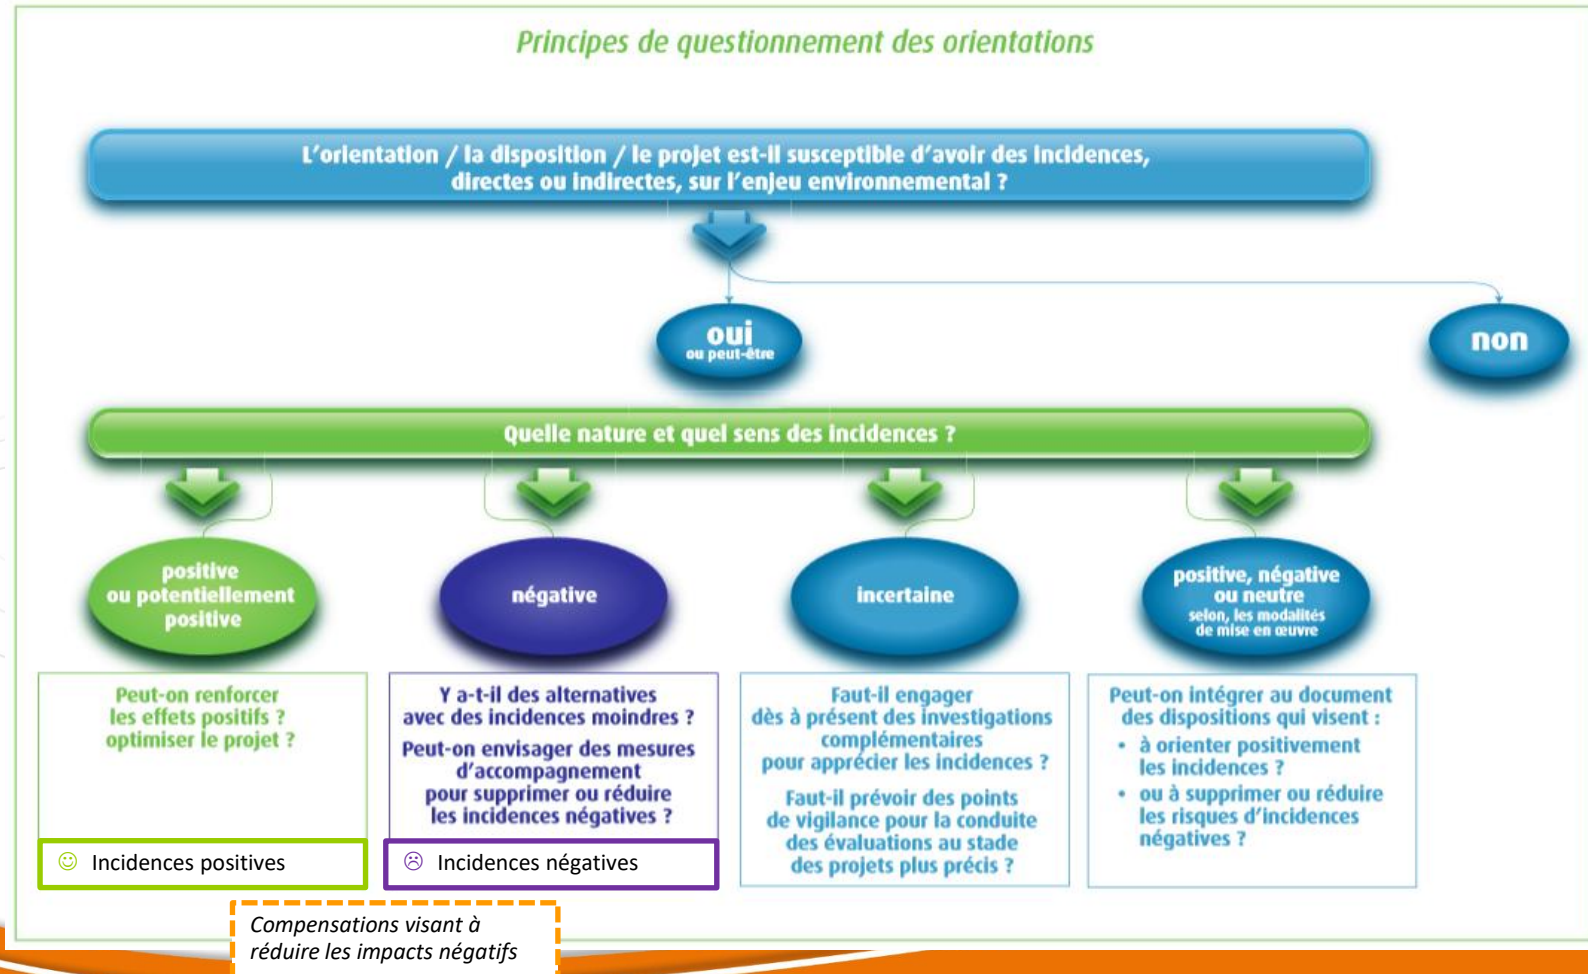 Principes de questionnement des orientations
L'orientation / la disposition / le projet est-il susceptible d'avoir des incidences,
directes ou indirectes, sur l'enjeu environnemental ?
oui
ou peut-être
non
Quelle nature et quel sens des incidences ?
positive
ou potentiellement
positive
négative
incertaine
positive, négative
ou neutre
selon, les modalités
de mise en œuvre
Peut-on renforcer
les effets positifs ?
optimiser le projet ?
Y a-t-il des alternatives
avec des incidences moindres ?
Peut-on envisager des mesures
d'accompagnement
pour supprimer ou réduire
les incidences négatives ?
Faut-il engager
dès à présent des investigations
complémentaires
pour apprécier les incidences ?
Faut-il prévoir des points
de vigilance pour la conduite
des évaluations au stade
des projets plus précis ?
Peut-on intégrer au document
des dispositions qui visent :
• à orienter positivement
les incidences ?
• ou à supprimer ou réduire
les risques d'incidences
négatives ?
☺ Incidences positives
☹ Incidences négatives
Compensations visant à
réduire les impacts négatifs